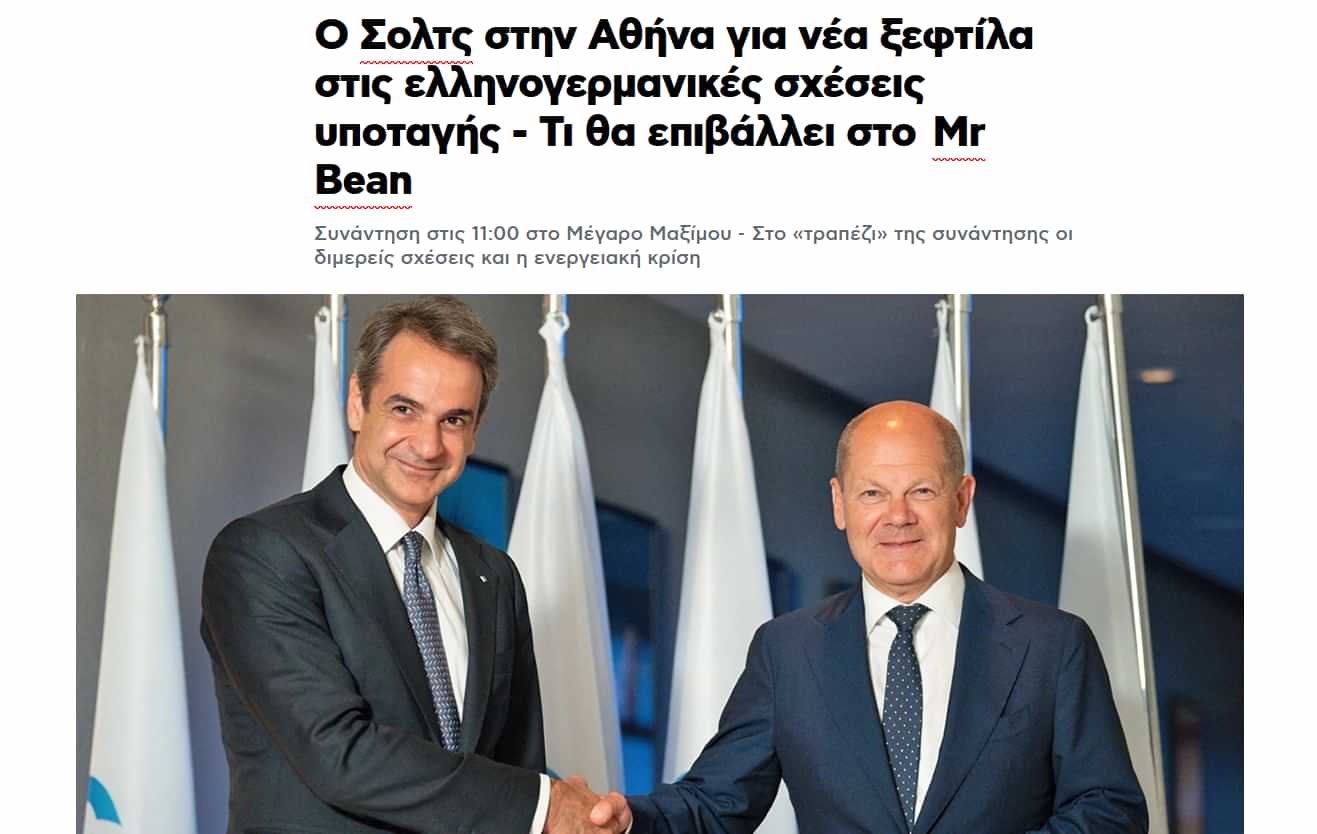 Ο Σολτς στην Αθήνα για νέα ξεφτίλα
στις ελληνογερμανικές σχέσεις
υποταγής - Τι θα επιβάλλει στο Mr
Bean
Συνάντηση στις 11:00 στο Μέγαρο Μαξίμου - Στο «τραπέζι» της συνάντησης οι
διμερείς σχέσεις και η ενεργειακή κρίση